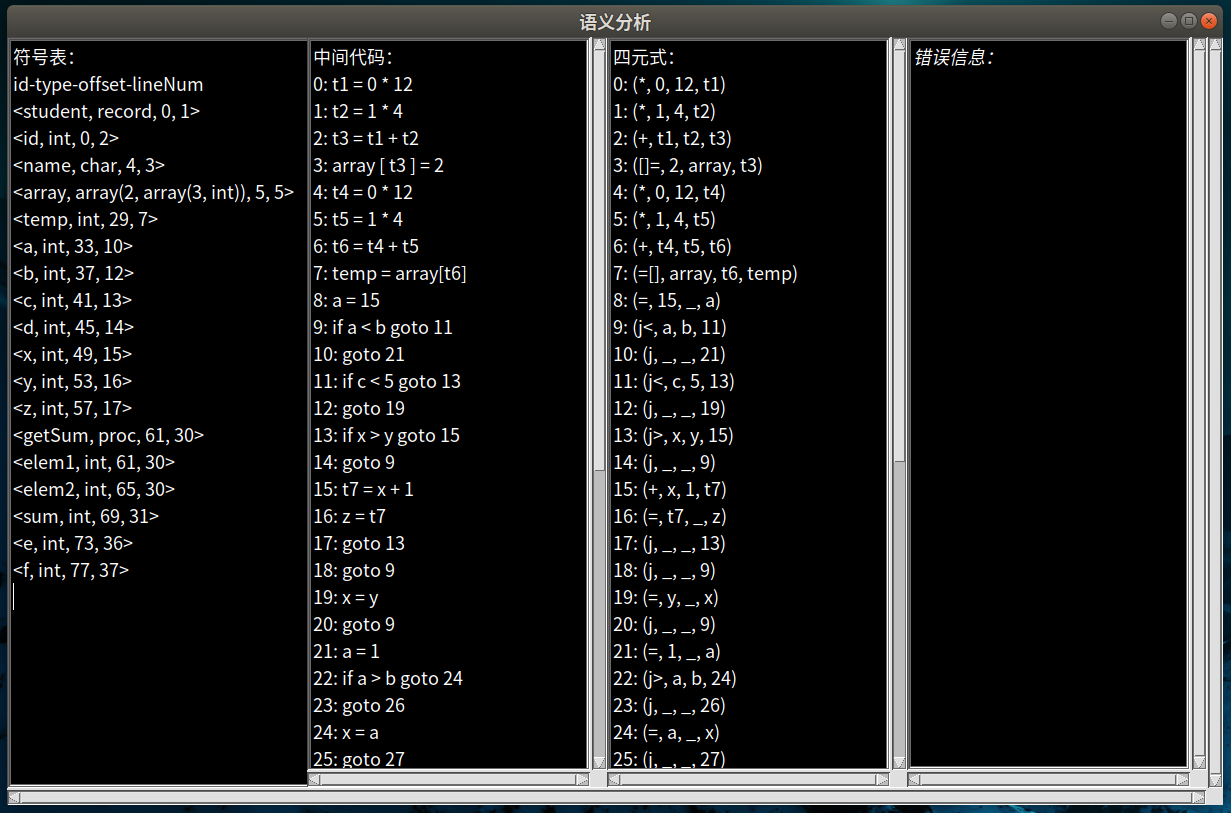 语义分析
符号表：
id-type-offset-lineNum
<student, record, 0, 1>
<id, int, 0, 2>
<name, char, 4, 3>
<array, array(2, array(3, int)), 5, 5>
<temp, int, 29, 7>
<a, int, 33, 10>
<b, int, 37, 12>
<c, int, 41, 13>
<d, int, 45, 14>
<x, int, 49, 15>
<y, int, 53, 16>
<z, int, 57, 17>
<getSum, proc, 61, 30>
<elem1, int, 61, 30>
<elem2, int, 65, 30>
<sum, int, 69, 31>
<e, int, 73, 36>
<f, int, 77, 37>
中间代码：
0: t1 = 0 * 12
1: t2 = 1 * 4
2: t3 = t1 + t2
3: array [ t3 ] = 2
4: t4 = 0 * 12
5: t5 = 1 * 4
6: t6 = t4 + t5
7: temp = array[t6]
8: a = 15
9: if a < b goto 11
10: goto 21
11: if c < 5 goto 13
12: goto 19
13: if x > y goto 15
14: goto 9
15: t7 = x + 1
16: z = t7
17: goto 13
18: goto 9
19: x = y
20: goto 9
21: a = 1
22: if a > b goto 24
23: goto 26
24: x = a
25: goto 27
四元式：
0: (*, 0, 12, t1)
1: (*, 1, 4, t2)
2: (+, t1, t2, t3)
3: ([]=, 2, array, t3)
4: (*, 0, 12, t4)
5: (*, 1, 4, t5)
6: (+, t4, t5, t6)
7: (=[], array, t6, temp)
8: (=, 15, _, a)
9: (j<, a, b, 11)
10: (j, _, _, 21)
11: (j<, c, 5, 13)
12: (j, _, _, 19)
13: (j>, x, y, 15)
14: (j, _, _, 9)
15: (+, x, 1, t7)
16: (=, t7, _, z)
17: (j, _, _, 13)
18: (j, _, _, 9)
19: (=, y, _, x)
20: (j, _, _, 9)
21: (=, 1, _, a)
22: (j>, a, b, 24)
23: (j, _, _, 26)
24: (=, a, _, x)
25: (j, _, _, 27)
错误信息：